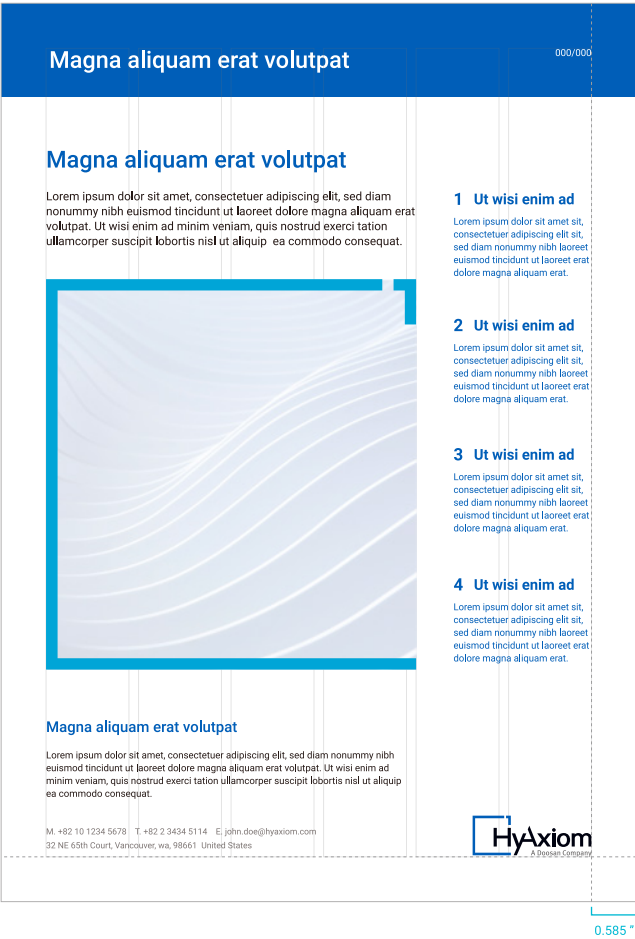 Magna aliquam erat volutpat
000/000
Magna aliquam erat volutpat
Lorem ipsum dolor sit amet, consectetuer adipiscing elit, sed diam
nonummy nibh euismod tincidunt ut laoreet dolore magna aliquam erat
volutpat. Ut wisi enim ad minim veniam, quis nostrud exerci tation
ullamcorper suscipit lobortis nisl ut aliquip ea commodo consequat.
1 Ut wisi enim ad
Lorem ipsum dolor sit amet sit,
consectetuer adipiscing elit sit,
sed diam nonummy nibh laoreet
euismod tincidunt ut laoreet erat
dolore magna aliquam erat.
2 Ut wisi enim ad
Lorem ipsum dolor sit amet sit,
consectetuer adipiscing elit sit,
sed diam nonummy nibh laoreet
euismod tincidunt ut laoreet erat
dolore magna aliquam erat.
3 Ut wisi enim ad
Lorem ipsum dolor sit amet sit,
consectetuer adipiscing elit sit,
sed diam nonummy nibh laoreet
euismod tincidunt ut laoreet erat
dolore magna aliquam erat.
4 Ut wisi enim ad
Lorem ipsum dolor sit amet sit,
consectetuer adipiscing elit sit,
sed diam nonummy nibh laoreet
euismod tincidunt ut laoreet erat
dolore magna aliquam erat.
Magna aliquam erat volutpat
Lorem ipsum dolor sit amet, consectetuer adipiscing elit, sed diam nonummy nibh
euismod tincidunt ut laoreet dolore magna aliquam erat volutpat. Ut wisi enim ad
minim veniam, quis nostrud exerci tation ullamcorper suscipit lobortis nisl ut aliquip
ea commodo consequat.
M. +82 10 1234 5678 T. +82 2 3434 5114 E. john.doe@hyaxiom.com
32 NE 65th Court, Vancouver, wa, 98661 United States
HyAxiom
A Doosan Company
0.585 "